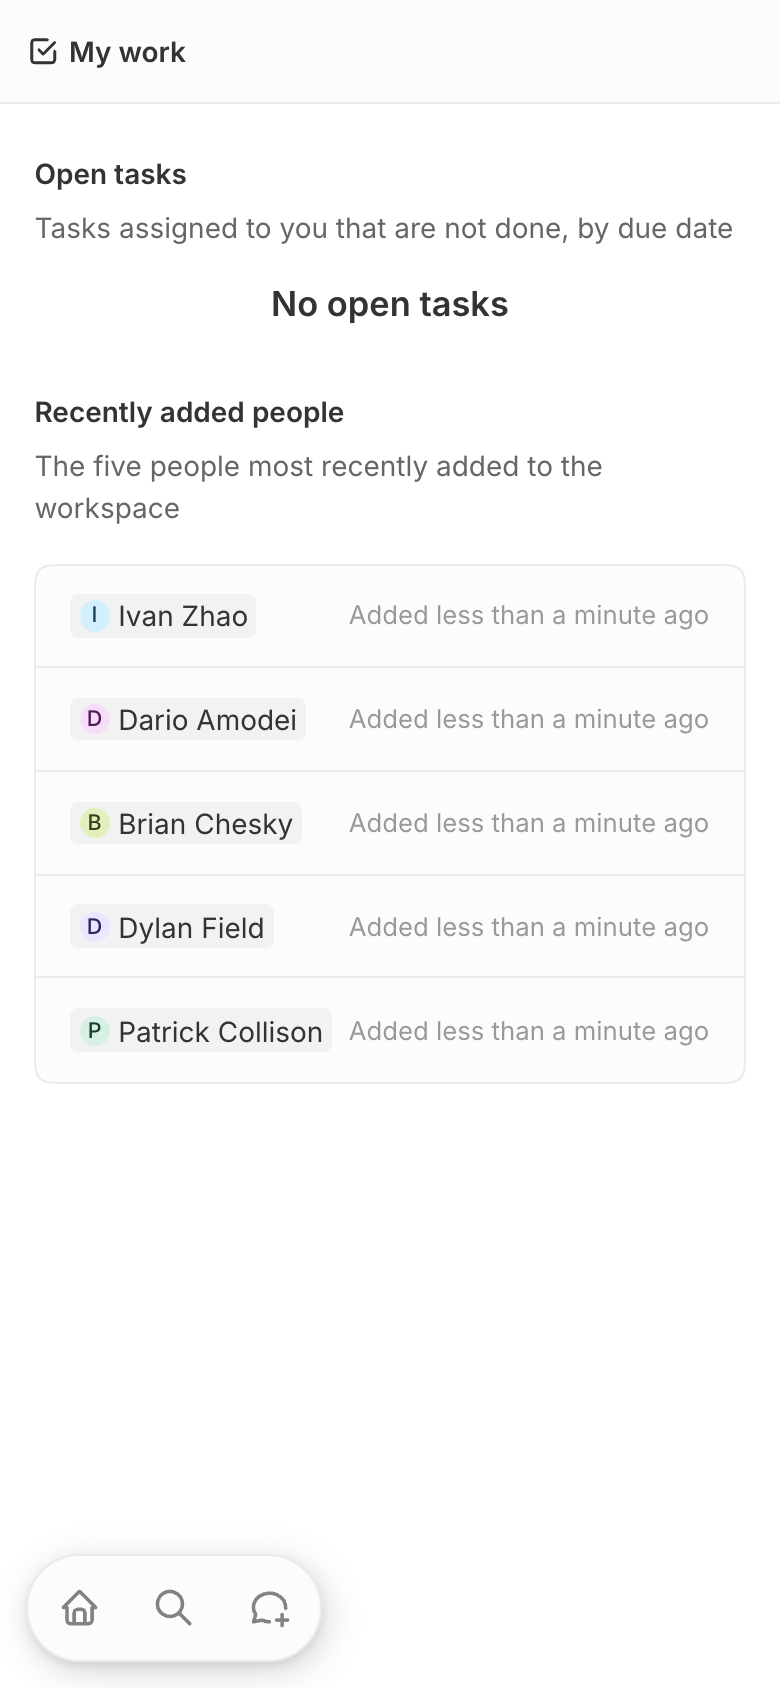 My work
Open tasks
Tasks assigned to you that are not done, by due date
No open tasks
Recently added people
The five people most recently added to the
workspace
I Ivan Zhao Added less than a minute ago
D Dario Amodei Added less than a minute ago
B Brian Chesky Added less than a minute ago
D Dylan Field Added less than a minute ago
P Patrick Collison Added less than a minute ago